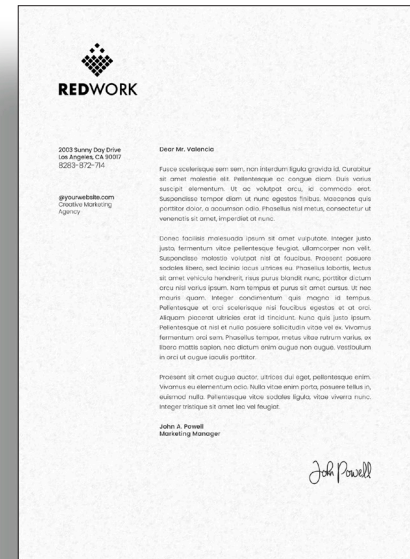 REDWORK
2003 Sunny Day Drive
Los Angeles, CA 90017
8283-872-714
@yourwebsite.com
Creative Marketing
Agency
Dear Mr. Valencia
Fusce scelerisque sem sem, non interdum ligula gravida id. Curabitur
sit amet molestie elit. Pellentesque ac congue diam. Duis varius
suscipit elementum. Ut ac volutpat arcu, id commodo erat.
Suspendisse tempor diam ut nunc egestas finibus. Maecenas quis
porttitor dolor, a accumsan odio. Phasellus nisl metus, consectetur ut
venenatis sit amet, imperdiet at nunc.
Donec facilisis malesuada ipsum sit amet vulputate. Integer justo
justo, fermentum vitae pellentesque feugiat, ullamcorper non velit.
Suspendisse molestie volutpat nisl at faucibus. Praesent posuere
sodales libero, sed lacinia lacus ultrices eu. Phasellus lobortis, lectus
sit amet vehicula hendrerit, risus purus blandit nunc, porttitor dictum
arcu nisl varius ipsum. Nam tempus et purus sit amet cursus. Ut nec
mauris quam. Integer condimentum quis magna id tempus.
Pellentesque et orci scelerisque nisl faucibus egestas et at orci.
Aliquam placerat ultricies erat id tincidunt. Nunc quis justo ipsum.
Pellentesque at nisl et nulla posuere sollicitudin vitae vel ex. Vivamus
fermentum orci sem. Phasellus tempor, metus vitae rutrum varius, ex
libero mattis sapien, nec dictum enim augue non augue. Vestibulum
in arcu ut augue iaculis porttitor.
Praesent sit amet augue auctor, ultrices dui eget, pellentesque enim.
Vivamus eu elementum odio. Nulla vitae enim porta, posuere tellus in,
euismod nulla. Pellentesque vitae sodales ligula, vitae viverra nunc.
Integer tristique sit amet leo vel feugiat.
John A. Powell
Marketing Manager
John Powell